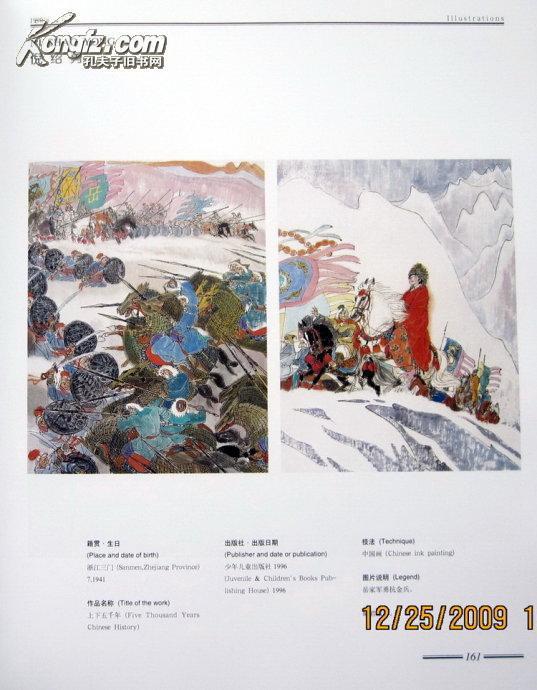 Illustrations
Kongfz.com
孔夫子旧书网
籍贯·生日
(Place and date of birth)
浙江三门 (Sanmen,Zhejiang Province)
7,1941
作品名称 (Title of the work)
上下五千年 (Five Thousand Years
Chinese History)
出版社·出版日期
(Publisher and date or publication)
少年儿童出版社 1996
(Juvenile & Children's Books Pub-
lishing House) 1996
技法 (Technique)
中国画 (Chinese ink painting)
图片说明 (Legend)
岳家军勇抗金兵。
12/25/2009 1
161